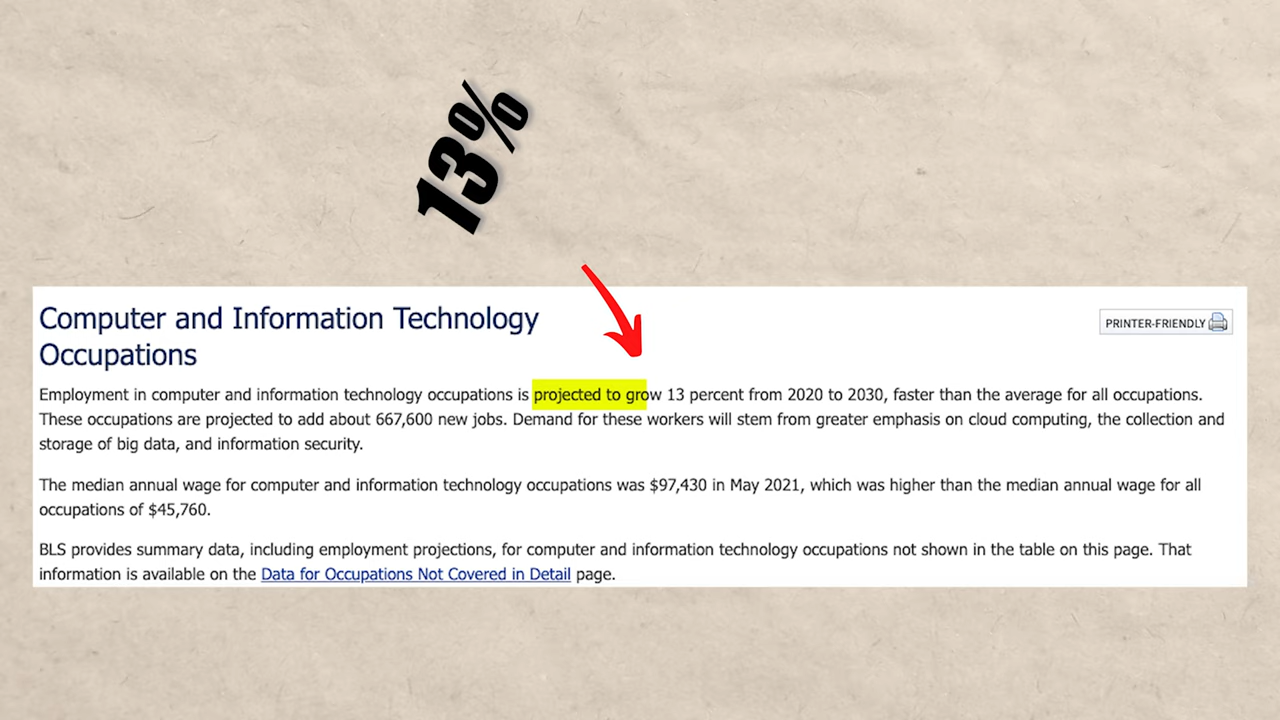 13%
Computer and Information Technology
Occupations
PRINTER-FRIENDLY
Employment in computer and information technology occupations is projected to grow 13 percent from 2020 to 2030, faster than the average for all occupations.
These occupations are projected to add about 667,600 new jobs. Demand for these workers will stem from greater emphasis on cloud computing, the collection and
storage of big data, and information security.
The median annual wage for computer and information technology occupations was $97,430 in May 2021, which was higher than the median annual wage for all
occupations of $45,760.
BLS provides summary data, including employment projections, for computer and information technology occupations not shown in the table on this page. That
information is available on the Data for Occupations Not Covered in Detail page.